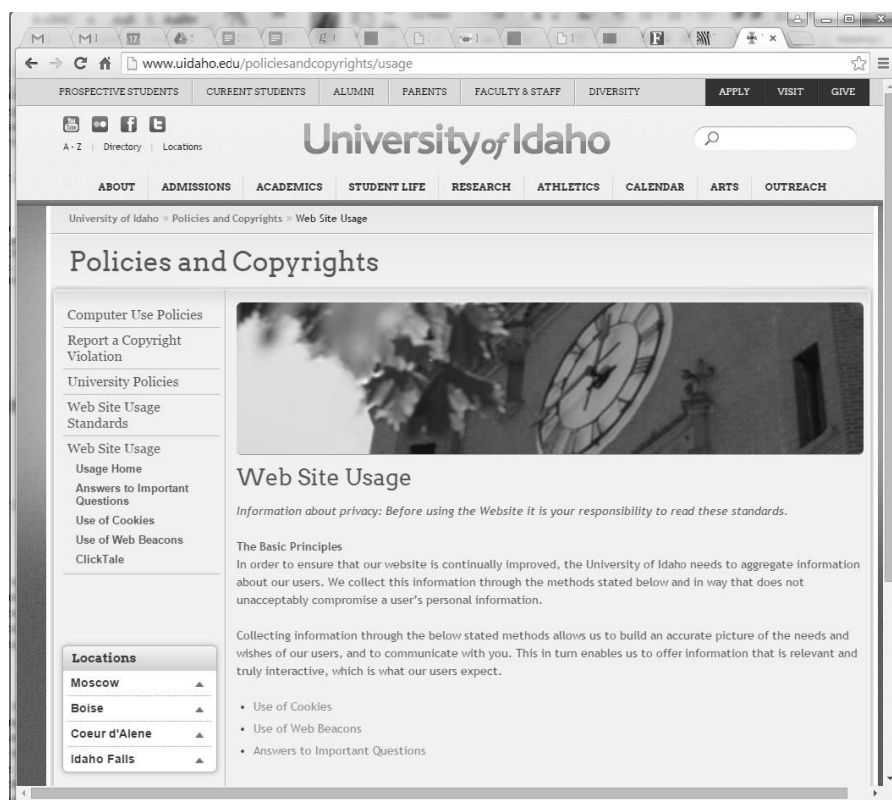 www.uidaho.edu/policiesandcopyrights/usage
PROSPECTIVE STUDENTS CURRENT STUDENTS ALUMNI PARENTS FACULTY & STAFF DIVERSITY APPLY VISIT GIVE
A - Z | Directory | Locations
University of Idaho
ABOUT ADMISSIONS ACADEMICS STUDENT LIFE RESEARCH ATHLETICS CALENDAR ARTS OUTREACH
University of Idaho » Policies and Copyrights » Web Site Usage
Policies and Copyrights
Computer Use Policies
Report a Copyright
Violation
University Policies
Web Site Usage
Standards
Web Site Usage
Usage Home
Answers to Important
Questions
Use of Cookies
Use of Web Beacons
ClickTale
Locations
Moscow
Boise
Coeur d'Alene
Idaho Falls
Web Site Usage
Information about privacy: Before using the Website it is your responsibility to read these standards.
The Basic Principles
In order to ensure that our website is continually improved, the University of Idaho needs to aggregate information
about our users. We collect this information through the methods stated below and in way that does not
unacceptably compromise a user's personal information.
Collecting information through the below stated methods allows us to build an accurate picture of the needs and
wishes of our users, and to communicate with you. This in turn enables us to offer information that is relevant and
truly interactive, which is what our users expect.
• Use of Cookies
• Use of Web Beacons
• Answers to Important Questions